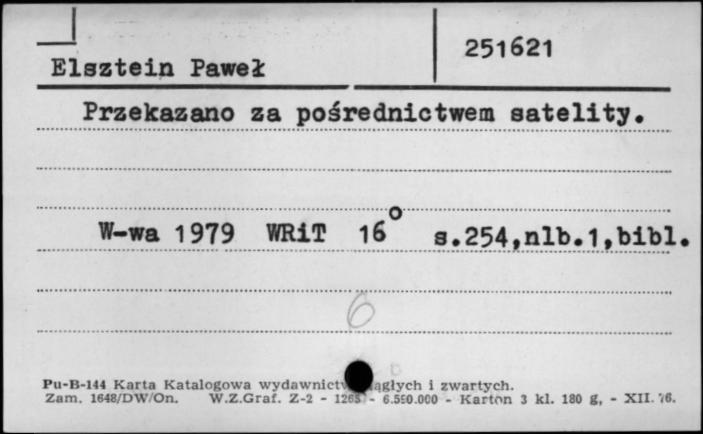 251621
Elsztein Paweł
Przekazano za pośrednictwem satelity.
W-wa 1979 WRiT 16° s.254,nlb.1,bibl.
6
Pu-B-144 Karta Katalogowa wydawnictw ciągłych i zwartych.
Zam. 1648/DW/On. W.Z.Graf. Z-2 - 1265 - 6.550.000 - Karton 3 kl. 180 g, - XII. 76.